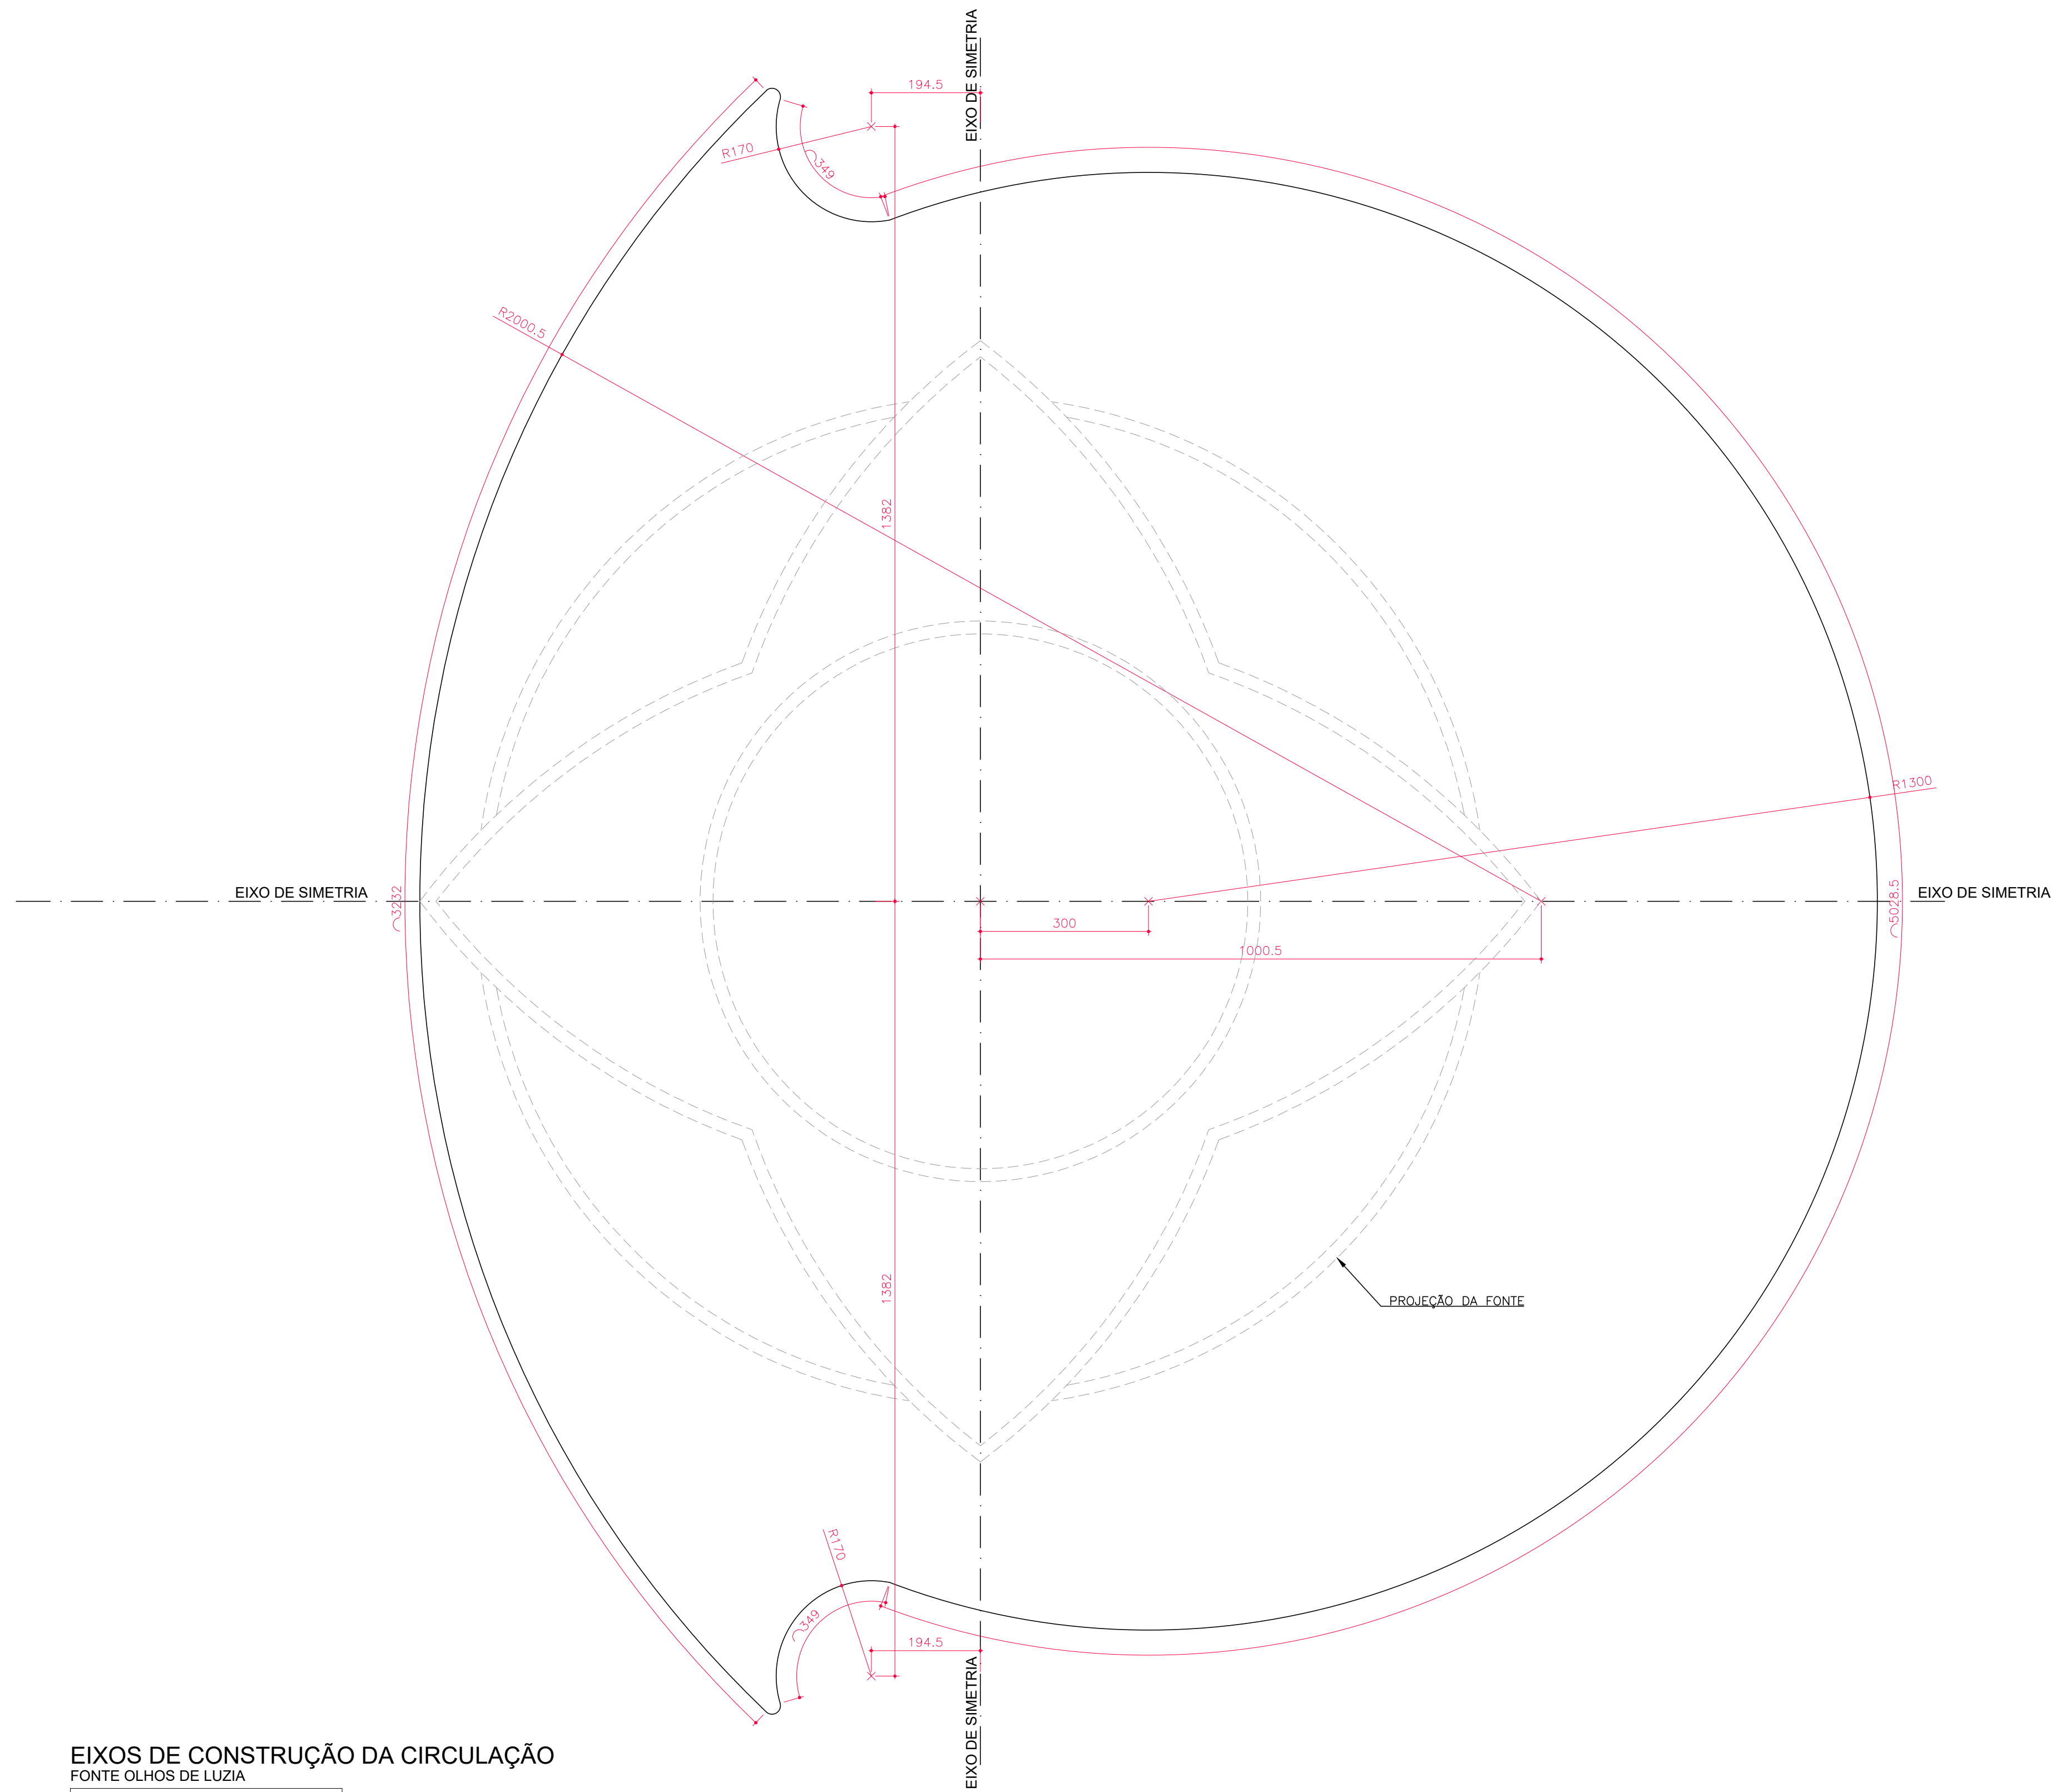 EIXO DE SIMETRIA
194.5
R170
349
R2000.5
1382
R1300
EIXO DE SIMETRIA
3232
5028.5
EIXO DE SIMETRIA
300
1000.5
1382
PROJEÇÃO DA FONTE
R170
349
194.5
EIXO DE SIMETRIA
EIXOS DE CONSTRUÇÃO DA CIRCULAÇÃO
FONTE OLHOS DE LUZIA